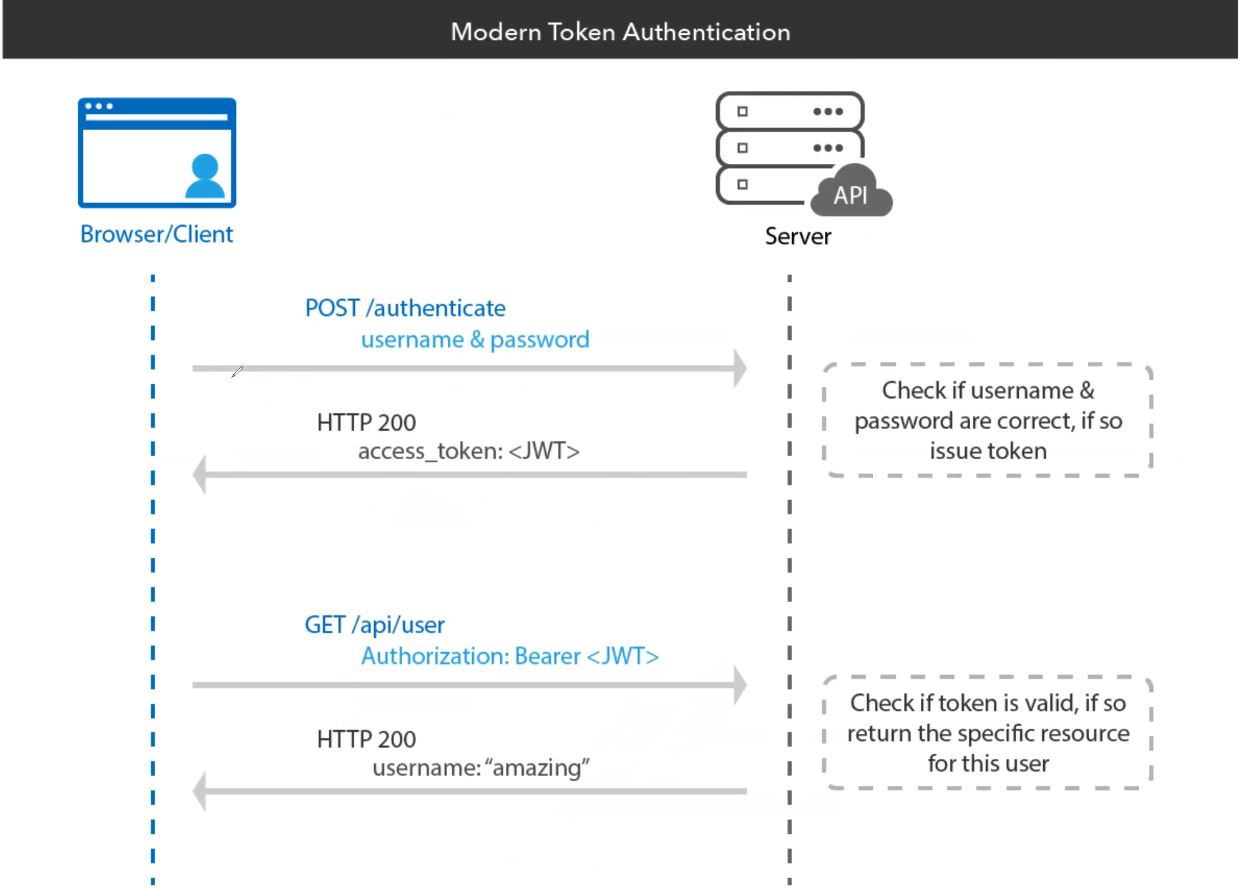 Modern Token Authentication
API
Browser/Client
Server
POST /authenticate
username & password
Check if username &
password are correct, if so
issue token
HTTP 200
access_token: <JWT>
GET /api/user
Authorization: Bearer <JWT>
Check if token is valid, if so
return the specific resource
for this user
HTTP 200
username: “amazing”